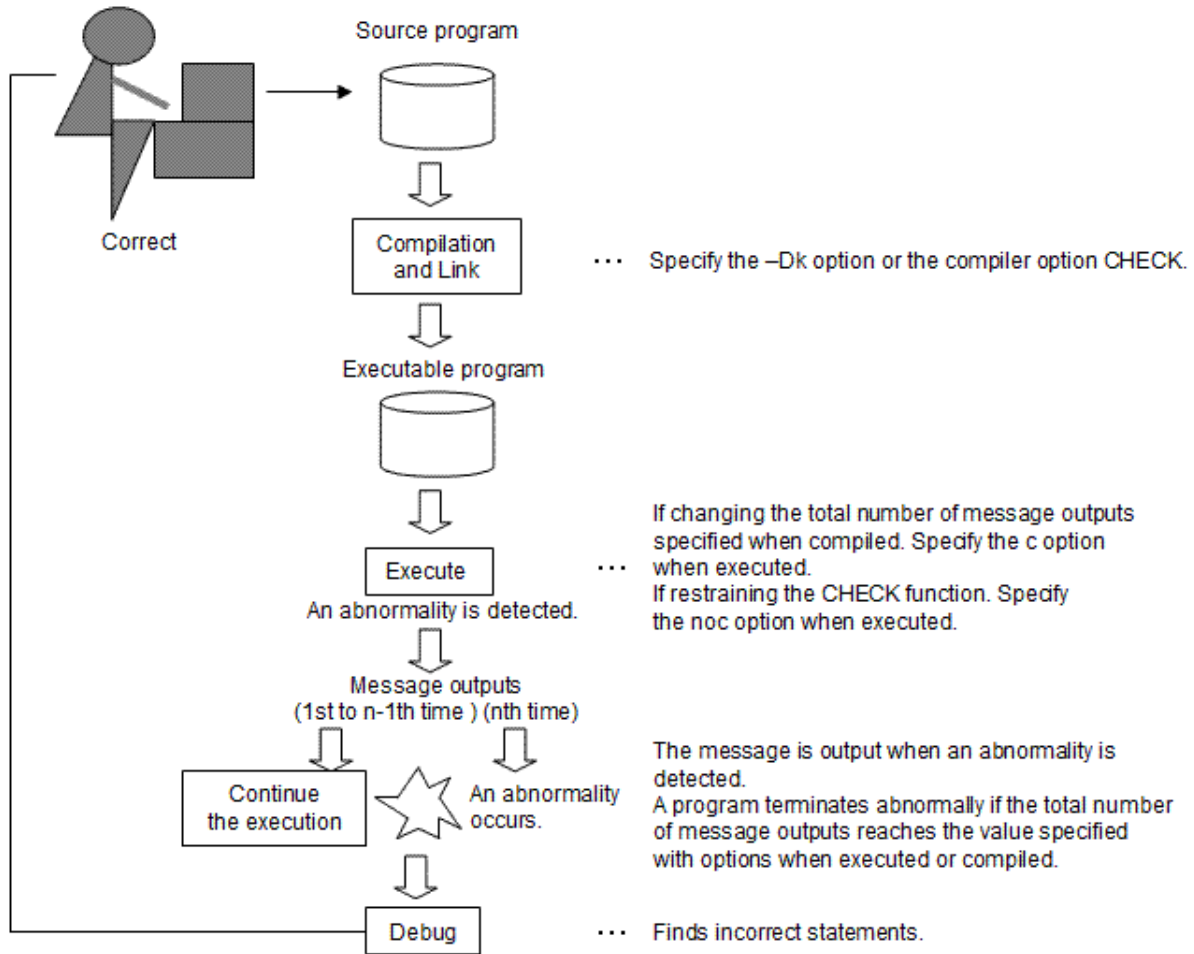 Source program
Correct
Compilation
and Link
… Specify the –Dk option or the compiler option CHECK.
Executable program
If changing the total number of message outputs
specified when compiled. Specify the c option
when executed.
If restraining the CHECK function. Specify
the noc option when executed.
Execute …
An abnormality is detected.
Message outputs
(1st to n-1th time ) (nth time)
Continue
the execution
An abnormality
occurs.
The message is output when an abnormality is
detected.
A program terminates abnormally if the total number
of message outputs reaches the value specified
with options when executed or compiled.
Debug … Finds incorrect statements.